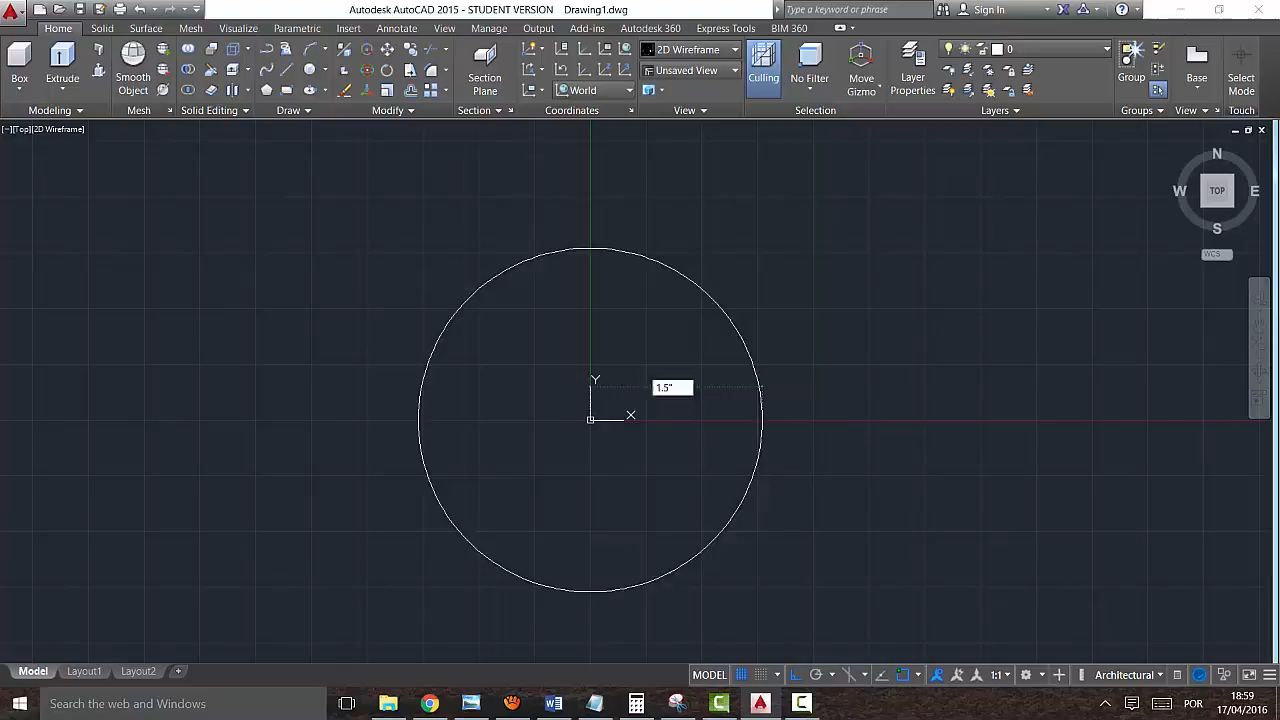 Autodesk AutoCAD 2015 - STUDENT VERSION Drawing1.dwg
Type a keyword or phrase
Sign In
Home Solid Surface Mesh Visualize Parametric Insert Annotate View Manage Output Add-ins Autodesk 360 Express Tools BIM 360
2D Wireframe
Unsaved View
World
0
Box
Extrude
Smooth
Object
Section
Plane
Culling
No Filter
Move
Gizmo
Layer
Properties
Group
Base
Select
Mode
Modeling
Mesh
Solid Editing
Draw
Modify
Section
Coordinates
View
Selection
Layers
Groups
View
Touch
[–][Top][2D Wireframe]
N
W
TOP
E
S
WCS
Y
1.5"
X
Model Layout1 Layout2 +
MODEL
1:1
Architectural
Search the web and Windows
POR
18:59
17/04/2016